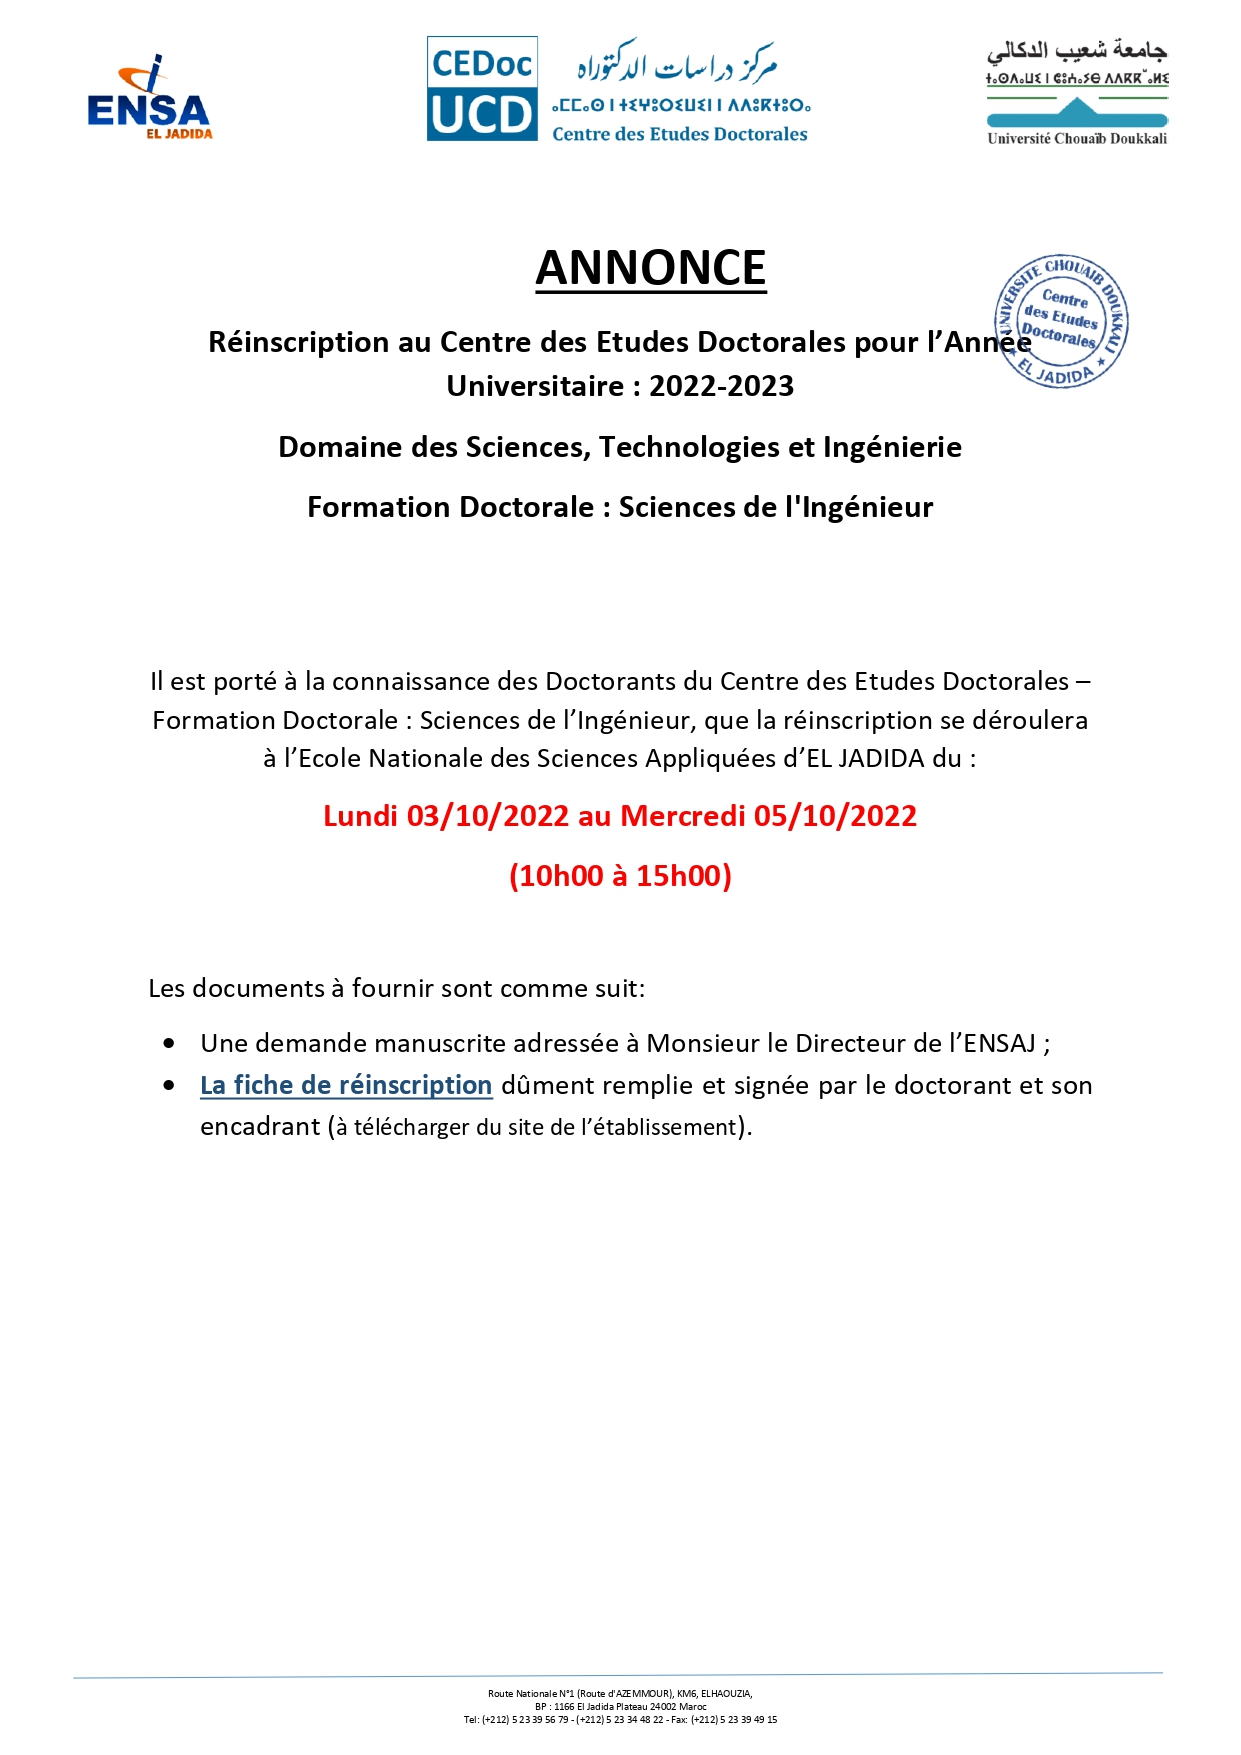 ENSA
EL JADIDA
CEDoc
UCD
مركز دراسات الدكتوراه
ⴰⵎⵎⴰⵙ ⵏ ⵜⵉⵖⵓⵔⵉⵡⵉⵏ ⵏ ⴷⴷⵓⴽⵜⵓⵔⴰ
Centre des Etudes Doctorales
جامعة شعيب الدكالي
Université Chouaïb Doukkali
ANNONCE
UNIVERSITE CHOUAIB DOUKKALI
Centre
des Etudes
Doctorales
★ EL JADIDA ★
Réinscription au Centre des Etudes Doctorales pour l’Année
Universitaire : 2022-2023
Domaine des Sciences, Technologies et Ingénierie
Formation Doctorale : Sciences de l'Ingénieur
Il est porté à la connaissance des Doctorants du Centre des Etudes Doctorales –
Formation Doctorale : Sciences de l’Ingénieur, que la réinscription se déroulera
à l’Ecole Nationale des Sciences Appliquées d’EL JADIDA du :
Lundi 03/10/2022 au Mercredi 05/10/2022
(10h00 à 15h00)
Les documents à fournir sont comme suit:
• Une demande manuscrite adressée à Monsieur le Directeur de l’ENSAJ ;
• La fiche de réinscription dûment remplie et signée par le doctorant et son
encadrant (à télécharger du site de l’établissement).
Route Nationale N°1 (Route d'AZEMMOUR), KM6, ELHAOUZIA,
BP : 1166 El Jadida Plateau 24002 Maroc
Tel: (+212) 5 23 39 56 79 - (+212) 5 23 34 48 22 - Fax: (+212) 5 23 39 49 15